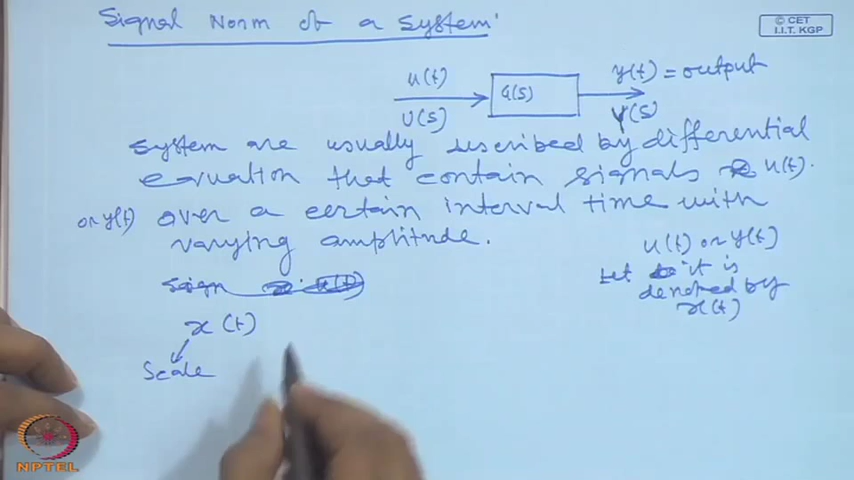 Signal Norm of a System
© CET
I.I.T. KGP
u(t)
U(s)
G(s)
y(t) = output
Y(s)
System are usually described by differential
equation that contain signals u(t).
or y(t) over a certain interval time with
varying amplitude.
u(t) or y(t)
Let it is
denoted by
x(t)
x(t)
Scale
NPTEL